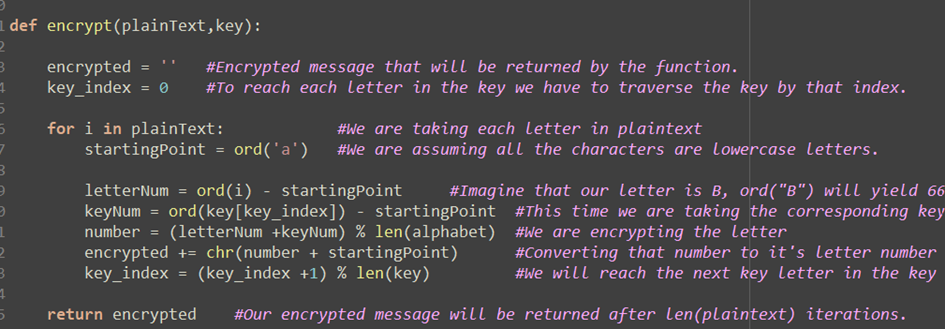 def encrypt(plainText,key):
encrypted = '' #Encrypted message that will be returned by the function.
key_index = 0 #To reach each letter in the key we have to traverse the key by that index.
for i in plainText: #We are taking each letter in plaintext
startingPoint = ord('a') #We are assuming all the characters are lowercase letters.
letterNum = ord(i) - startingPoint #Imagine that our letter is B, ord("B") will yield 66
keyNum = ord(key[key_index]) - startingPoint #This time we are taking the corresponding key
number = (letterNum +keyNum) % len(alphabet) #We are encrypting the letter
encrypted += chr(number + startingPoint) #Converting that number to it's letter number
key_index = (key_index +1) % len(key) #We will reach the next key letter in the key
return encrypted #Our encrypted message will be returned after len(plaintext) iterations.